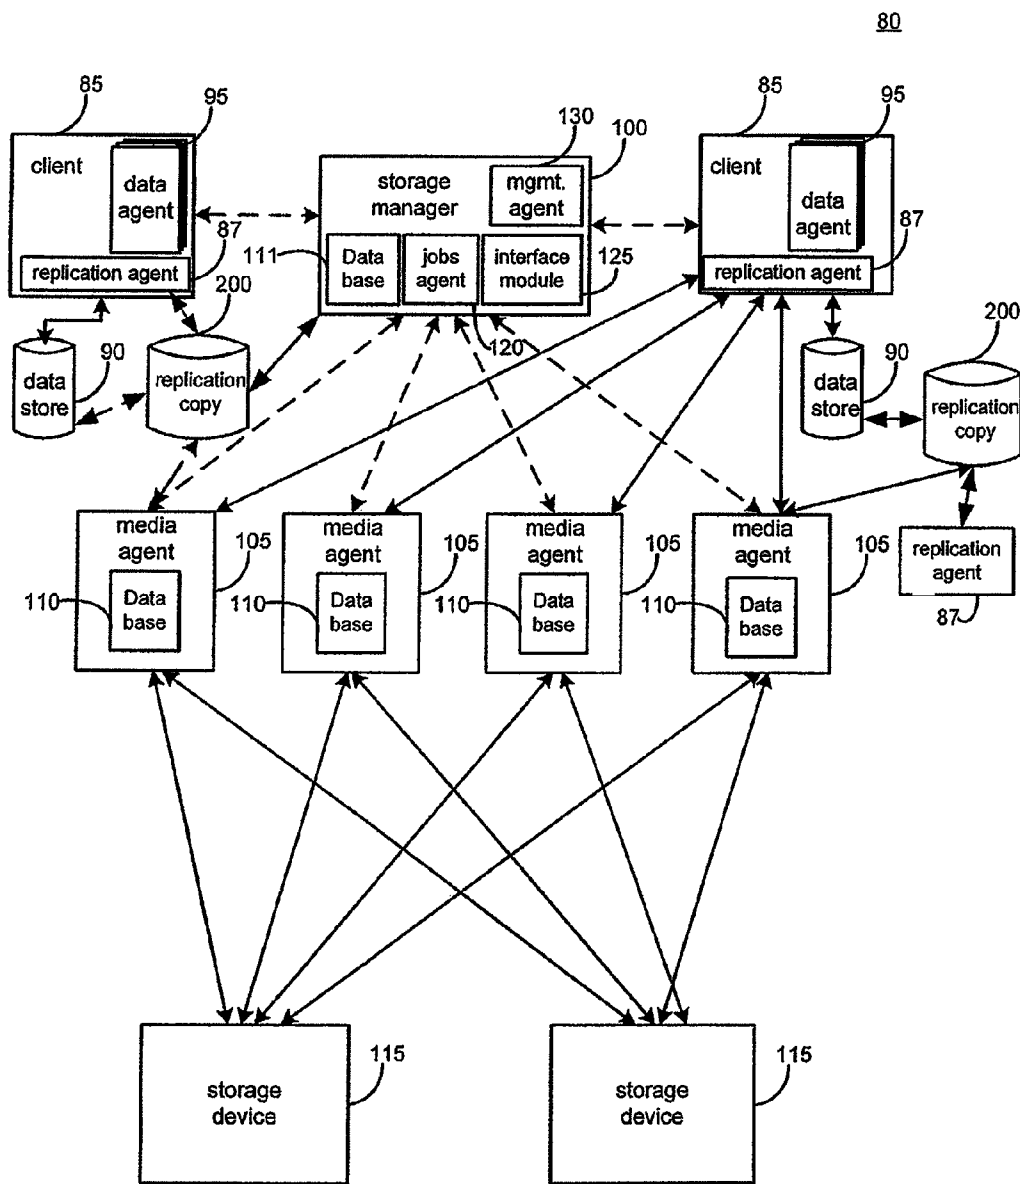 80
85
95
client
data
agent
replication agent
87
200
130
100
storage
manager
mgmt.
agent
111
Data
base
jobs
agent
interface
module
125
120
85
95
client
data
agent
87
replication agent
200
90
data
store
replication
copy
90
data
store
replication
copy
media
agent
105
110
Data
base
media
agent
105
110
Data
base
media
agent
105
110
Data
base
media
agent
105
110
Data
base
replication
agent
87
storage
device
115
storage
device
115